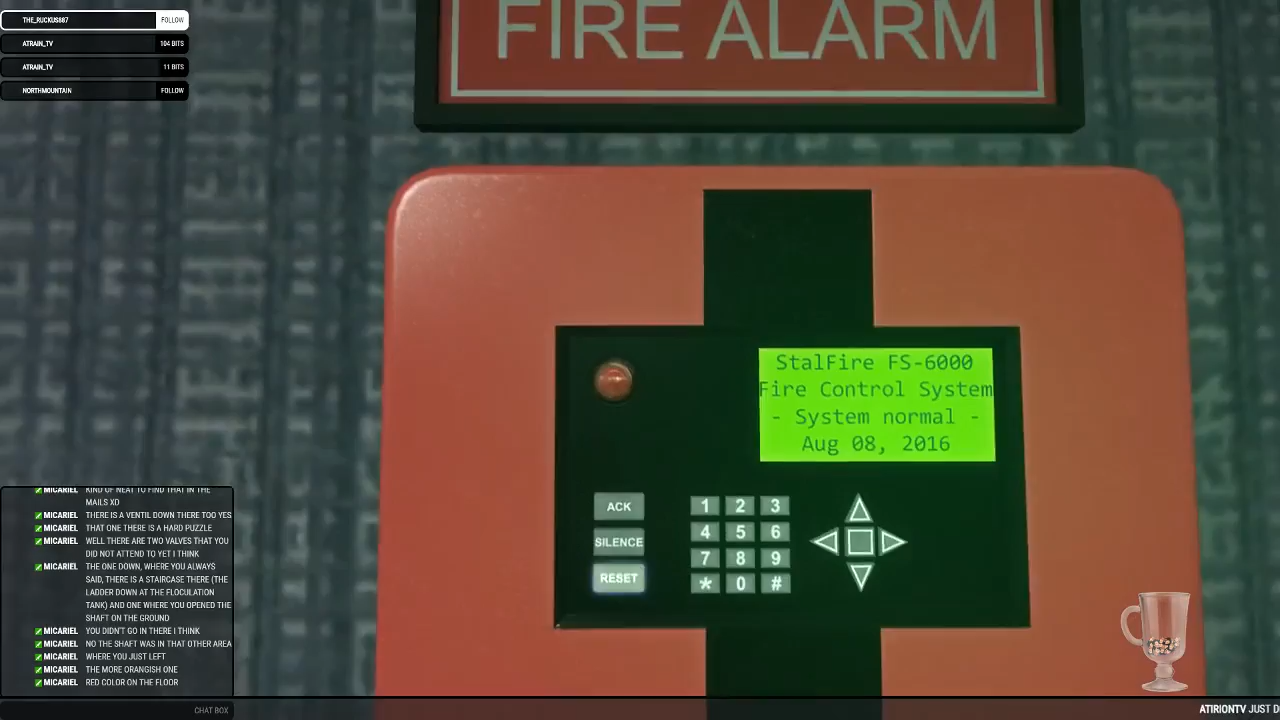 THE_RUCKUS887 FOLLOW
ATRAIN_TV 104 BITS
ATRAIN_TV 11 BITS
NORTHMOUNTAIN FOLLOW
FIRE ALARM
StalFire FS-6000
Fire Control System
- System normal -
Aug 08, 2016
ACK
SILENCE
RESET
1 2 3
4 5 6
7 8 9
* 0 #
MICARIEL KIND OF NEAT TO FIND THAT IN THE
MAILS XD
MICARIEL THERE IS A VENTIL DOWN THERE TOO YES
MICARIEL THAT ONE THERE IS A HARD PUZZLE
MICARIEL WELL THERE ARE TWO VALVES THAT YOU
DID NOT ATTEND TO YET I THINK
MICARIEL THE ONE DOWN, WHERE YOU ALWAYS
SAID, THERE IS A STAIRCASE THERE (THE
LADDER DOWN AT THE FLOCULATION
TANK) AND ONE WHERE YOU OPENED THE
SHAFT ON THE GROUND
MICARIEL YOU DIDN'T GO IN THERE I THINK
MICARIEL NO THE SHAFT WAS IN THAT OTHER AREA
MICARIEL WHERE YOU JUST LEFT
MICARIEL THE MORE ORANGISH ONE
MICARIEL RED COLOR ON THE FLOOR
CHAT BOX
ATIRIONTV JUST D